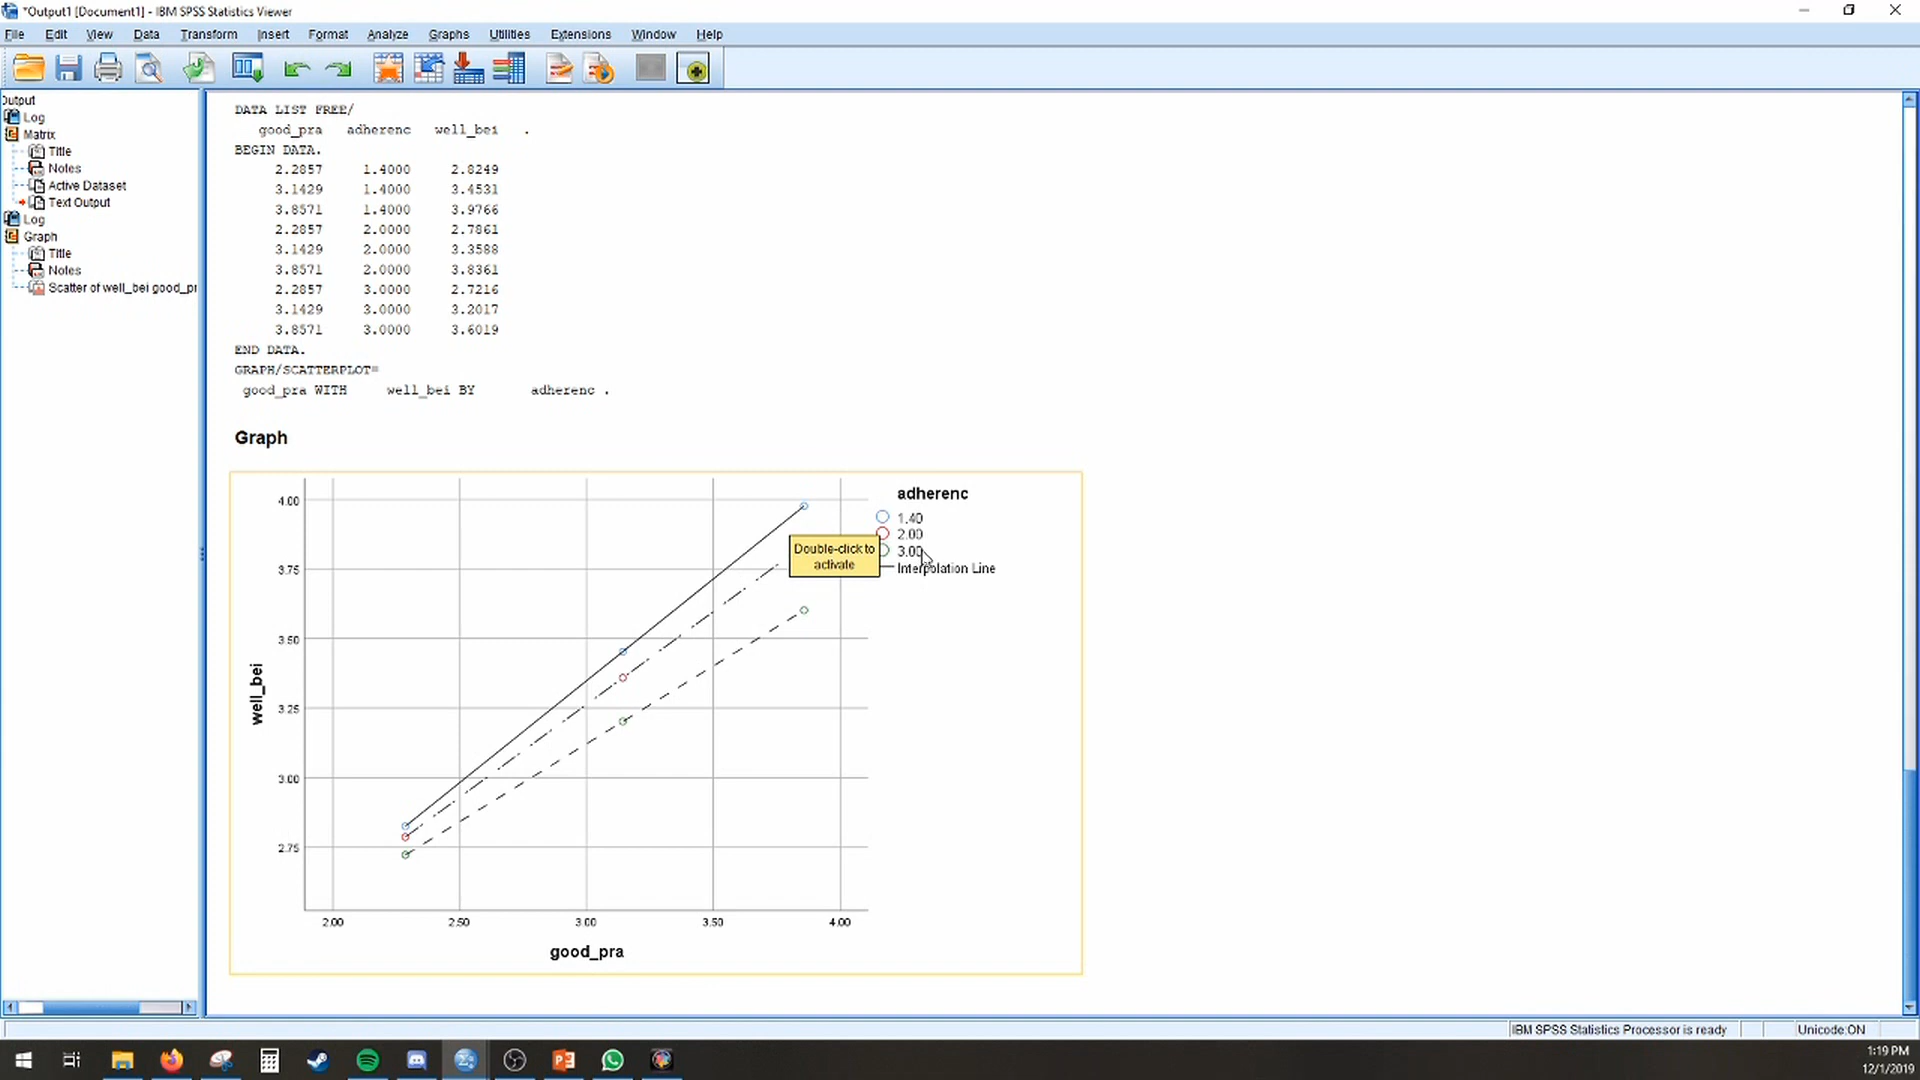 *Output1 [Document1] - IBM SPSS Statistics Viewer
File Edit View Data Transform Insert Format Analyze Graphs Utilities Extensions Window Help
Output
Log
Matrix
Title
Notes
Active Dataset
Text Output
Log
Graph
Title
Notes
Scatter of well_bei good_pr
DATA LIST FREE/
good_pra adherenc well_bei .
BEGIN DATA.
2.2857 1.4000 2.8249
3.1429 1.4000 3.4531
3.8571 1.4000 3.9766
2.2857 2.0000 2.7861
3.1429 2.0000 3.3588
3.8571 2.0000 3.8361
2.2857 3.0000 2.7216
3.1429 3.0000 3.2017
3.8571 3.0000 3.6019
END DATA.
GRAPH/SCATTERPLOT=
good_pra WITH well_bei BY adherenc .
Graph
4.00
3.75
3.50
3.25
3.00
2.75
well_bei
2.00 2.50 3.00 3.50 4.00
good_pra
adherenc
1.40
2.00
3.00
Interpolation Line
Double-click to
activate
IBM SPSS Statistics Processor is ready
Unicode:ON
1:19 PM
12/1/2019